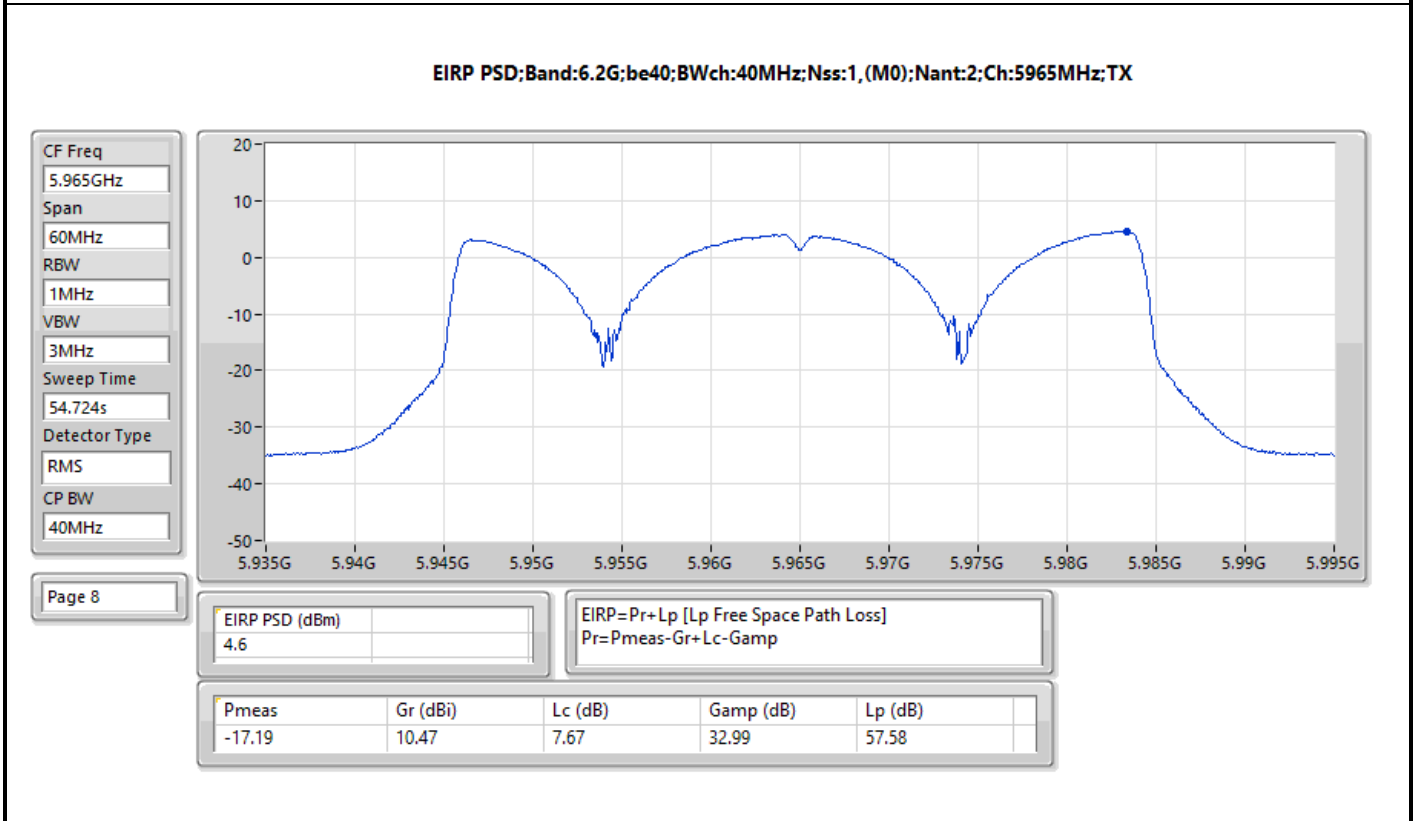 EIRP PSD;Band:6.2G;be40;BWch:40MHz;Nss:1,(M0);Nant:2;Ch:5965MHz;TX
CF Freq
5.965GHz
Span
60MHz
RBW
1MHz
VBW
3MHz
Sweep Time
54.724s
Detector Type
RMS
CP BW
40MHz
Page 8
20
10
0
-10
-20
-30
-40
-50
5.935G 5.94G 5.945G 5.95G 5.955G 5.96G 5.965G 5.97G 5.975G 5.98G 5.985G 5.99G 5.995G
EIRP PSD (dBm)
4.6
EIRP=Pr+Lp [Lp Free Space Path Loss]
Pr=Pmeas-Gr+Lc-Gamp
Pmeas Gr (dBi) Lc (dB) Gamp (dB) Lp (dB)
-17.19 10.47 7.67 32.99 57.58